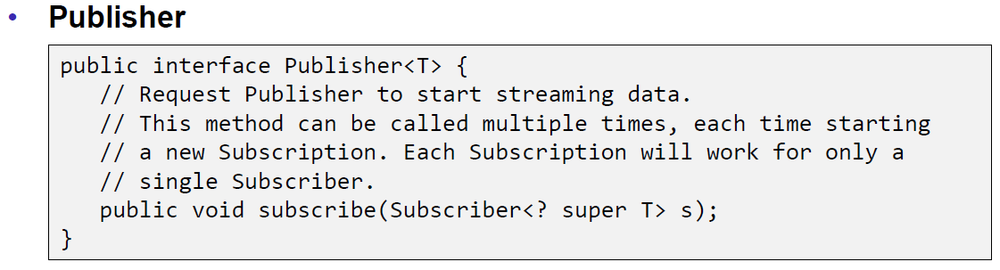 • Publisher
public interface Publisher<T> {
// Request Publisher to start streaming data.
// This method can be called multiple times, each time starting
// a new Subscription. Each Subscription will work for only a
// single Subscriber.
public void subscribe(Subscriber<? super T> s);
}